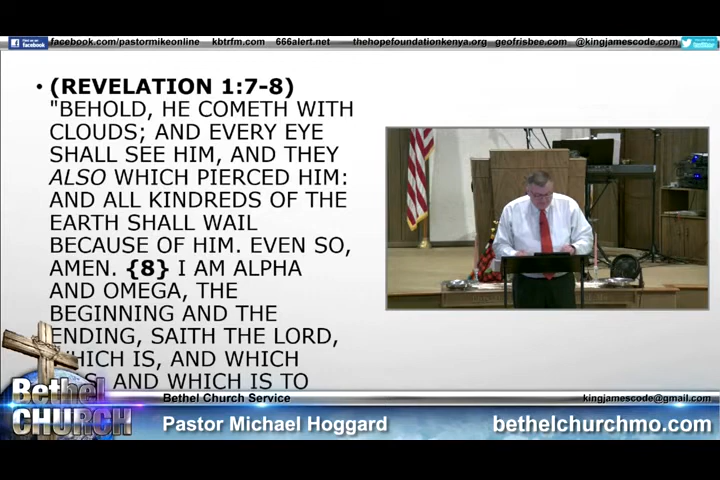 facebook.com/pastormikeonline kbtrfm.com 666alert.net thehopefoundationkenya.org geofrisbee.com @kingjamescode.com
• (REVELATION 1:7-8)
"BEHOLD, HE COMETH WITH
CLOUDS; AND EVERY EYE
SHALL SEE HIM, AND THEY
ALSO WHICH PIERCED HIM:
AND ALL KINDREDS OF THE
EARTH SHALL WAIL
BECAUSE OF HIM. EVEN SO,
AMEN. {8} I AM ALPHA
AND OMEGA, THE
BEGINNING AND THE
ENDING, SAITH THE LORD,
WHICH IS, AND WHICH
AND WHICH IS TO
Bethel
CHURCH
Bethel Church Service kingjamescode@gmail.com
Pastor Michael Hoggard bethelchurchmo.com